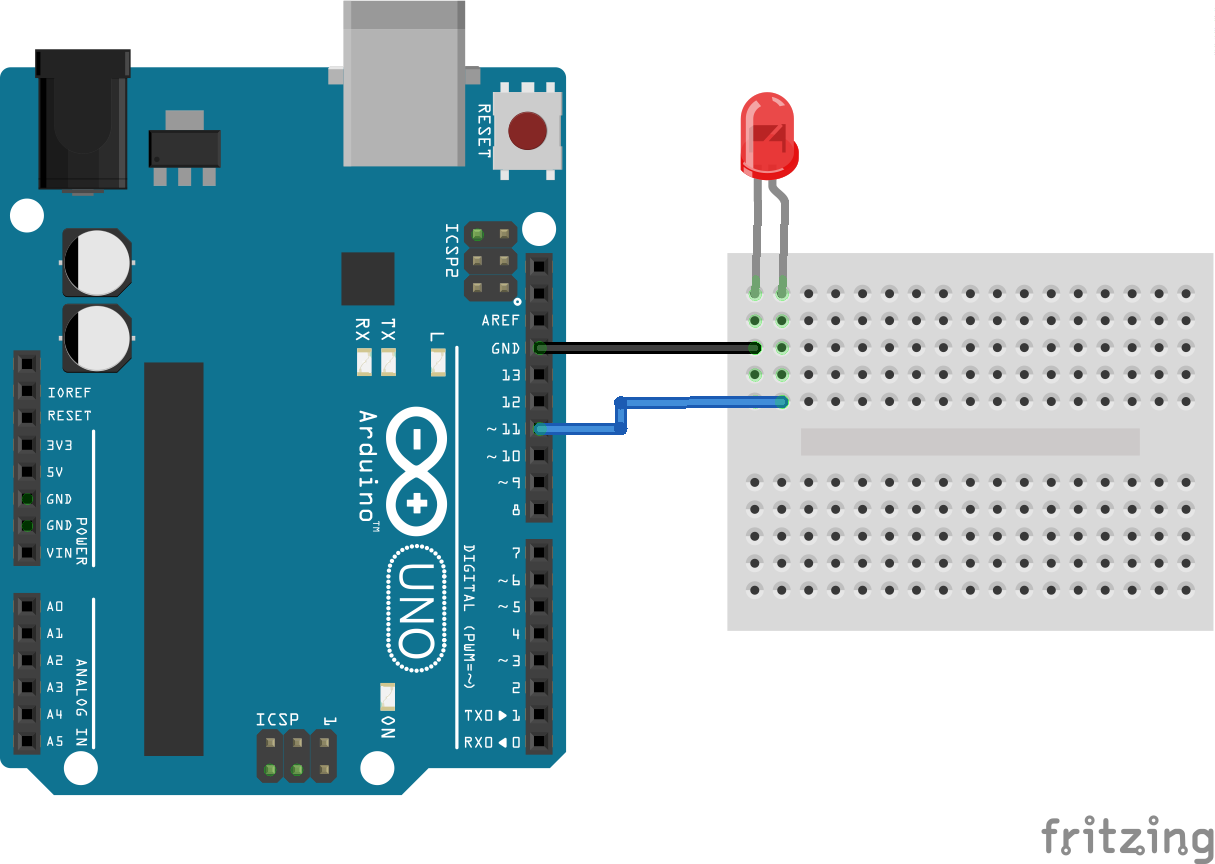 RESET
ICSP2
AREF
GND
13
12
~11
~10
~9
8
RX
TX
L
IOREF
RESET
3V3
5V
GND
GND
VIN
POWER
Arduino™
UNO
DIGITAL (PWM=~)
7
~6
~5
4
~3
2
TX0▶1
RX0◀0
A0
A1
A2
A3
A4
A5
ANALOG IN
ICSP
1
ON
fritzing